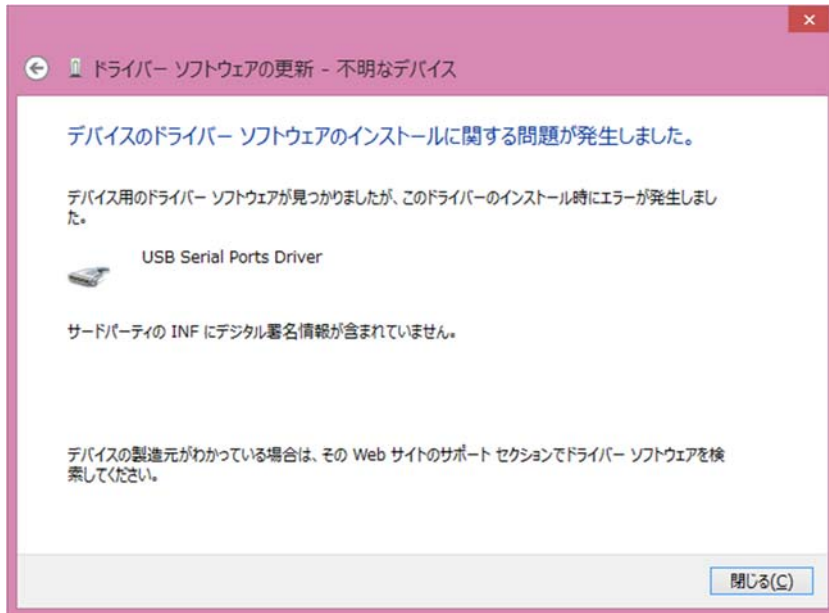 ドライバー ソフトウェアの更新 - 不明なデバイス
デバイスのドライバー ソフトウェアのインストールに関する問題が発生しました。
デバイス用のドライバー ソフトウェアが見つかりましたが、このドライバーのインストール時にエラーが発生しまし
た。
USB Serial Ports Driver
サードパーティの INF にデジタル署名情報が含まれていません。
デバイスの製造元がわかっている場合は、その Web サイトのサポート セクションでドライバー ソフトウェアを検
索してください。
閉じる(C)